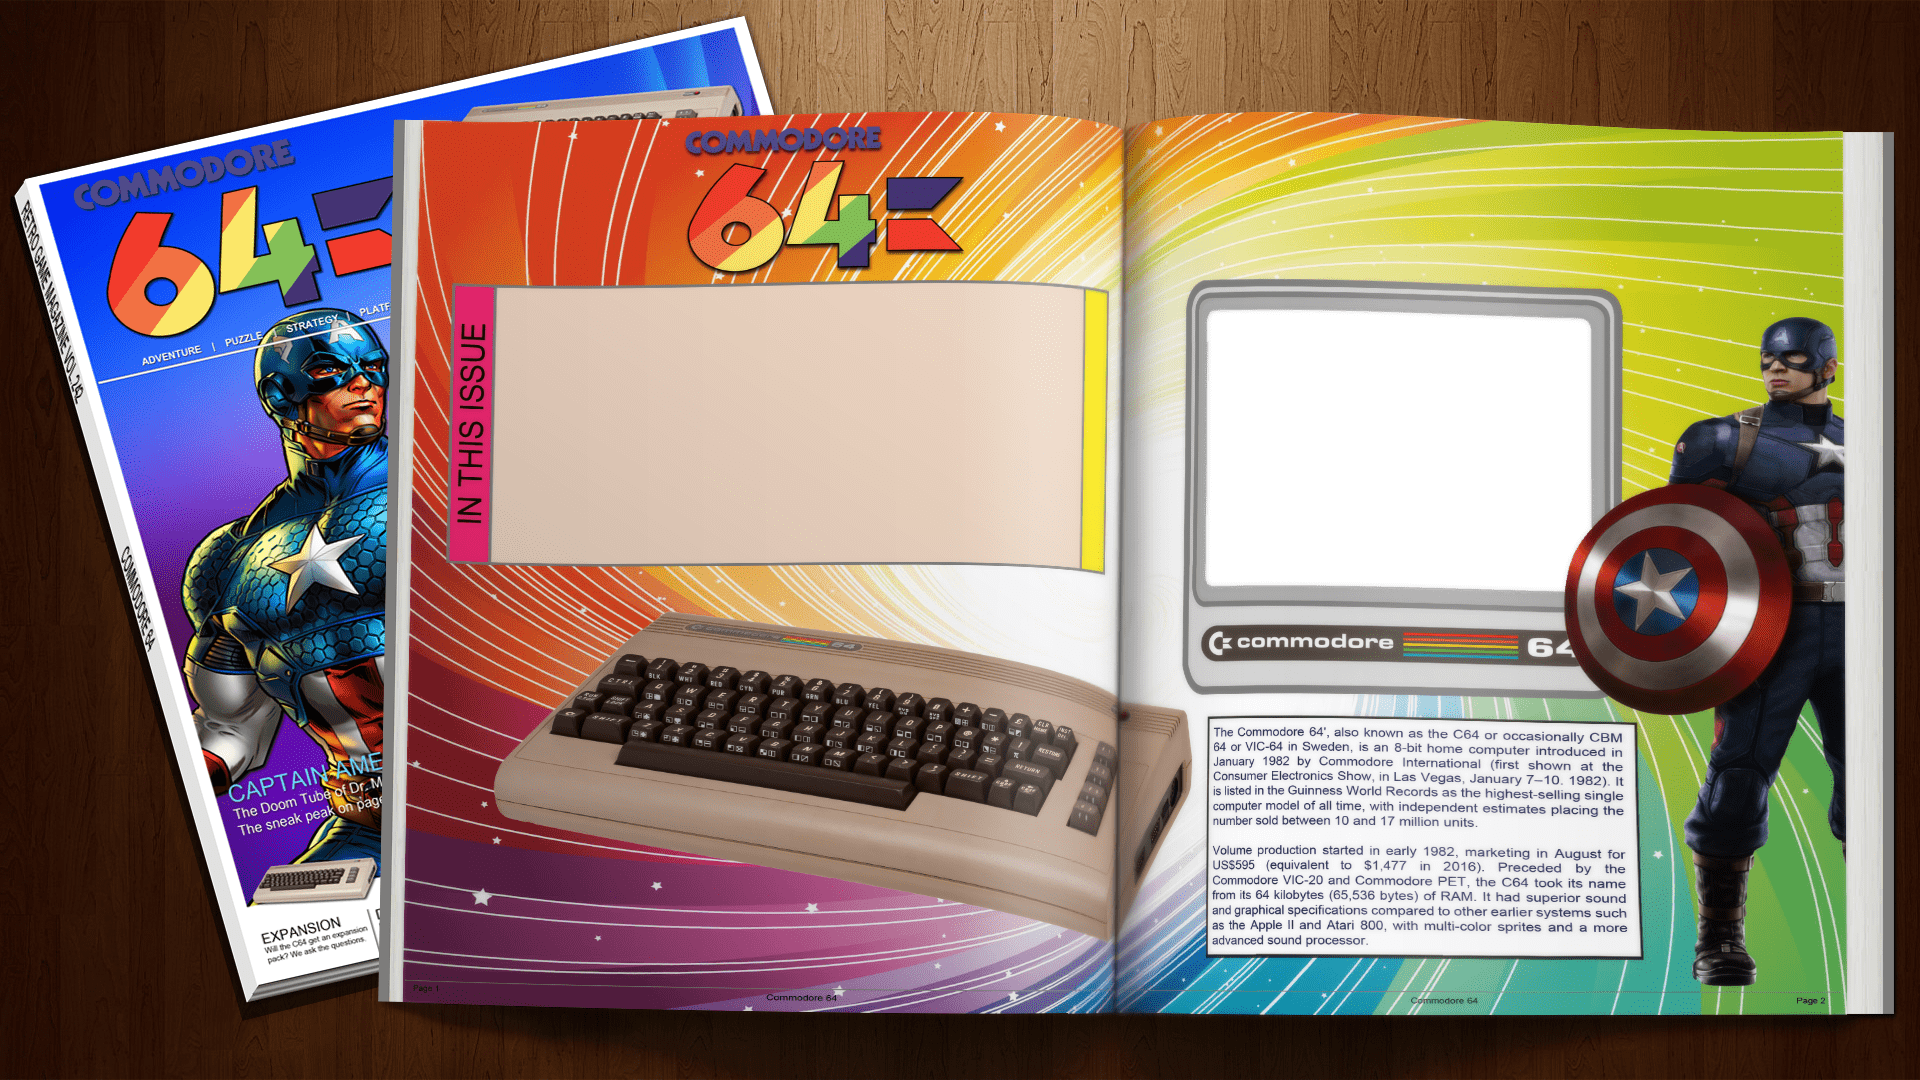 COMMODORE
64
ADVENTURE | PUZZLE | STRATEGY | PLATF
RETRO GAME MAGAZINE VOL. 242.
COMMODORE 64
CAPTAIN AME
The Doom Tube of Dr. M
The sneak peak on page
EXPANSION
Will the C64 get an expansion
pack? We ask the questions.
COMMODORE
64
IN THIS ISSUE
commodore 64
CTRL
RESTORE
RETURN
SHIFT
SHIFT
Page 1
Commodore 64
commodore 64
The Commodore 64', also known as the C64 or occasionally CBM
64 or VIC-64 in Sweden, is an 8-bit home computer introduced in
January 1982 by Commodore International (first shown at the
Consumer Electronics Show, in Las Vegas, January 7–10. 1982). It
is listed in the Guinness World Records as the highest-selling single
computer model of all time, with independent estimates placing the
number sold between 10 and 17 million units.
Volume production started in early 1982, marketing in August for
US$595 (equivalent to $1,477 in 2016). Preceded by the
Commodore VIC-20 and Commodore PET, the C64 took its name
from its 64 kilobytes (65,536 bytes) of RAM. It had superior sound
and graphical specifications compared to other earlier systems such
as the Apple II and Atari 800, with multi-color sprites and a more
advanced sound processor.
Commodore 64
Page 2